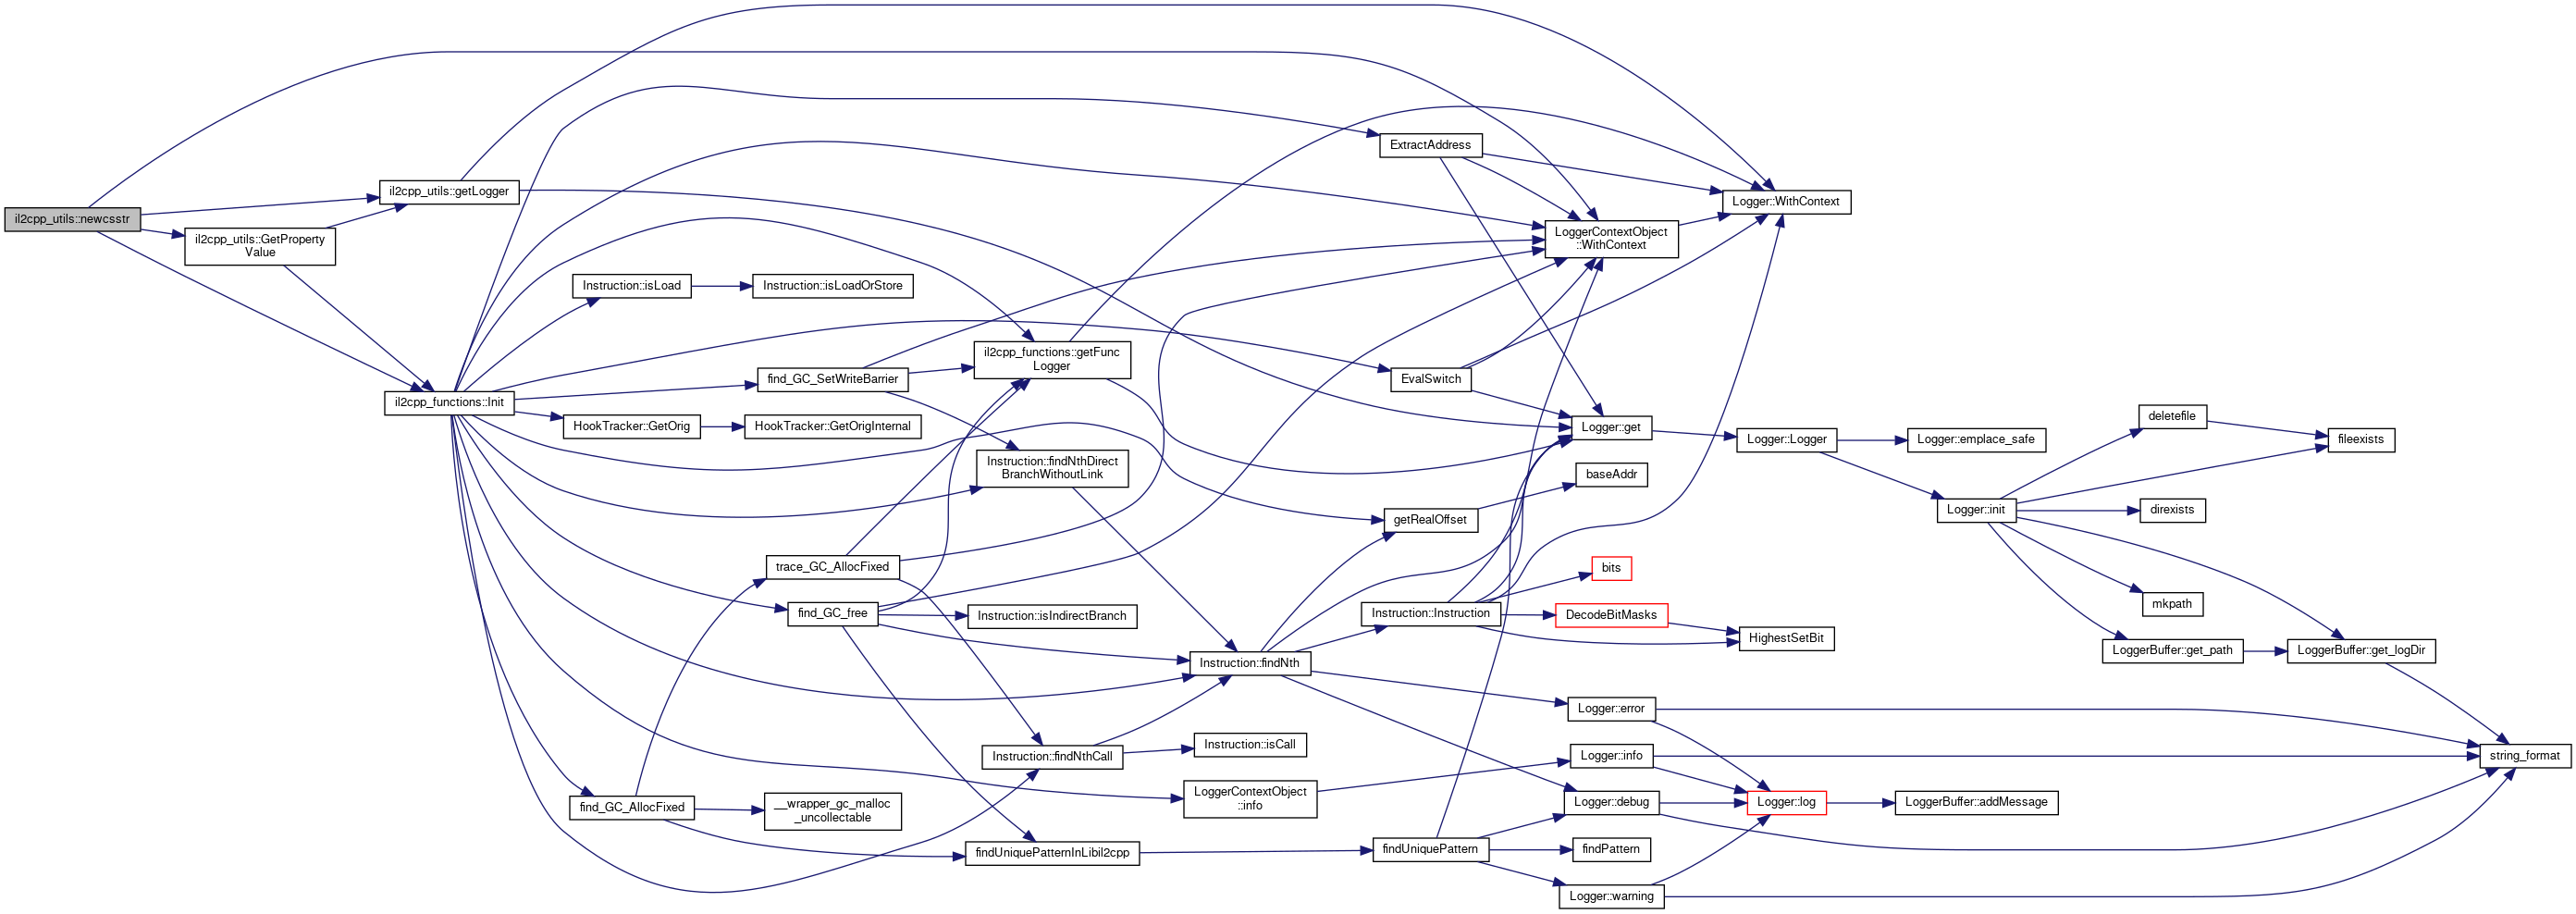 il2cpp_utils::newcsstr
il2cpp_utils::getLogger
il2cpp_utils::GetProperty
Value
il2cpp_functions::Init
Instruction::isLoad
Instruction::isLoadOrStore
find_GC_SetWriteBarrier
HookTracker::GetOrig
HookTracker::GetOrigInternal
il2cpp_functions::getFunc
Logger
Instruction::findNthDirect
BranchWithoutLink
trace_GC_AllocFixed
find_GC_free
Instruction::isIndirectBranch
Instruction::findNth
Instruction::findNthCall
Instruction::isCall
find_GC_AllocFixed
__wrapper_gc_malloc
_uncollectable
findUniquePatternInLibil2cpp
LoggerContextObject
::info
ExtractAddress
EvalSwitch
getRealOffset
baseAddr
Instruction::Instruction
bits
DecodeBitMasks
HighestSetBit
findUniquePattern
findPattern
LoggerContextObject
::WithContext
Logger::WithContext
Logger::get
Logger::Logger
Logger::emplace_safe
Logger::init
deletefile
fileexists
direxists
mkpath
LoggerBuffer::get_path
LoggerBuffer::get_logDir
Logger::error
Logger::info
Logger::debug
Logger::warning
Logger::log
LoggerBuffer::addMessage
string_format